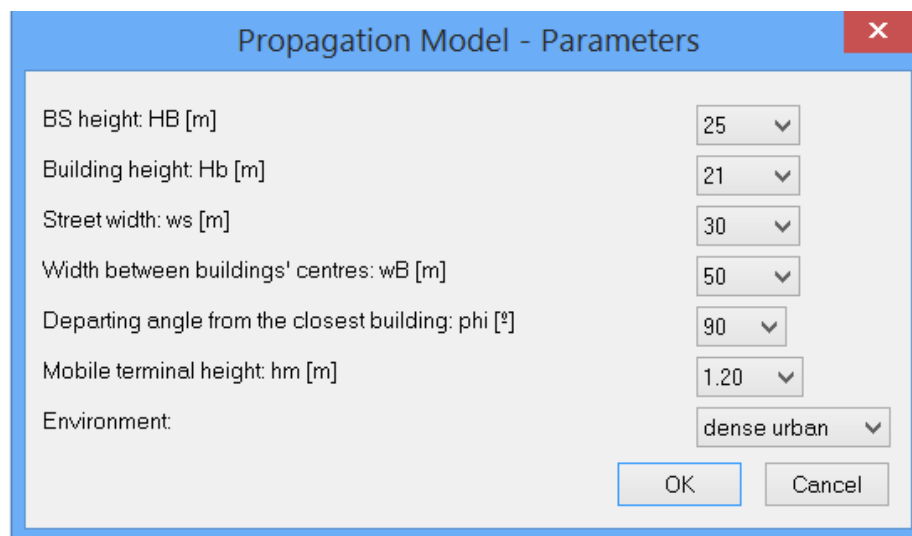 Propagation Model - Parameters
BS height: HB [m] 25
Building height: Hb [m] 21
Street width: ws [m] 30
Width between buildings' centres: wB [m] 50
Departing angle from the closest building: phi [º] 90
Mobile terminal height: hm [m] 1.20
Environment: dense urban
OK Cancel